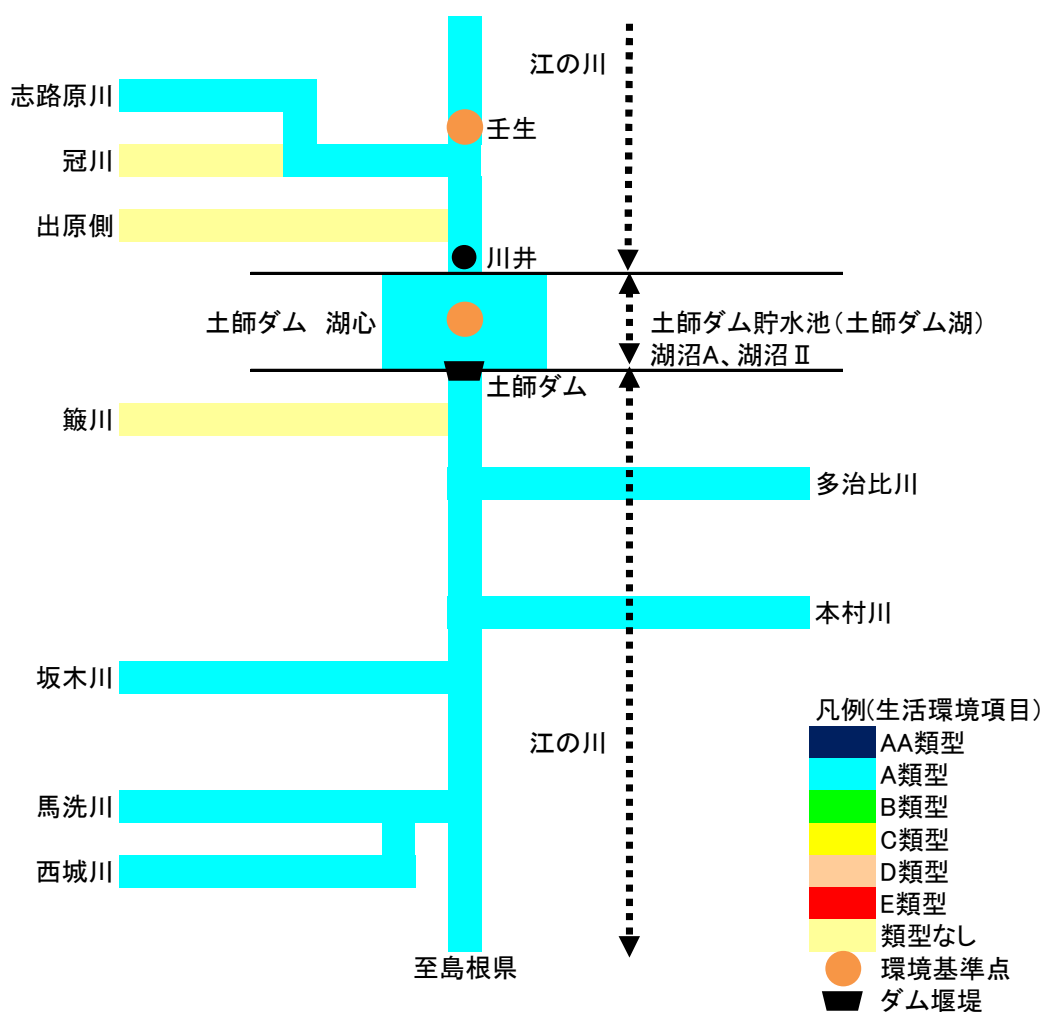 江の川
志路原川
壬生
冠川
出原側
川井
土師ダム 湖心
土師ダム貯水池（土師ダム湖）
湖沼A、湖沼Ⅱ
土師ダム
簸川
多治比川
本村川
坂木川
江の川
馬洗川
西城川
至島根県
凡例(生活環境項目)
AA類型
A類型
B類型
C類型
D類型
E類型
類型なし
環境基準点
ダム堰堤